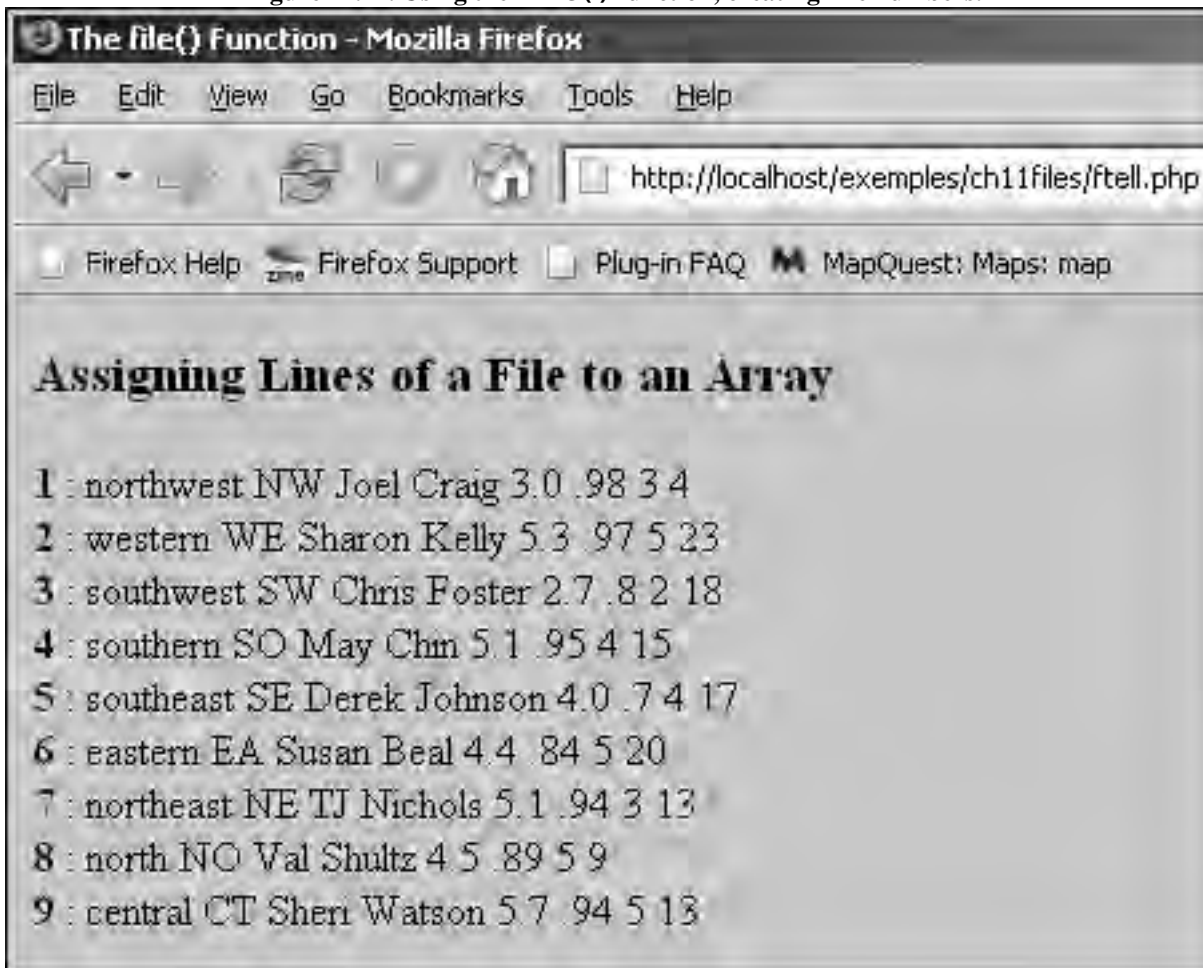 The file() Function - Mozilla Firefox
File Edit View Go Bookmarks Tools Help
http://localhost/exemples/ch11files/ftell.php
Firefox Help Firefox Support Plug-in FAQ MapQuest: Maps: map
Assigning Lines of a File to an Array
1 : northwest NW Joel Craig 3.0 .98 3 4
2 : western WE Sharon Kelly 5.3 .97 5 23
3 : southwest SW Chris Foster 2.7 .8 2 18
4 : southern SO May Chin 5.1 .95 4 15
5 : southeast SE Derek Johnson 4.0 .7 4 17
6 : eastern EA Susan Beal 4.4 .84 5 20
7 : northeast NE TJ Nichols 5.1 .94 3 13
8 : north NO Val Shultz 4.5 .89 5 9
9 : central CT Sheri Watson 5.7 .94 5 13